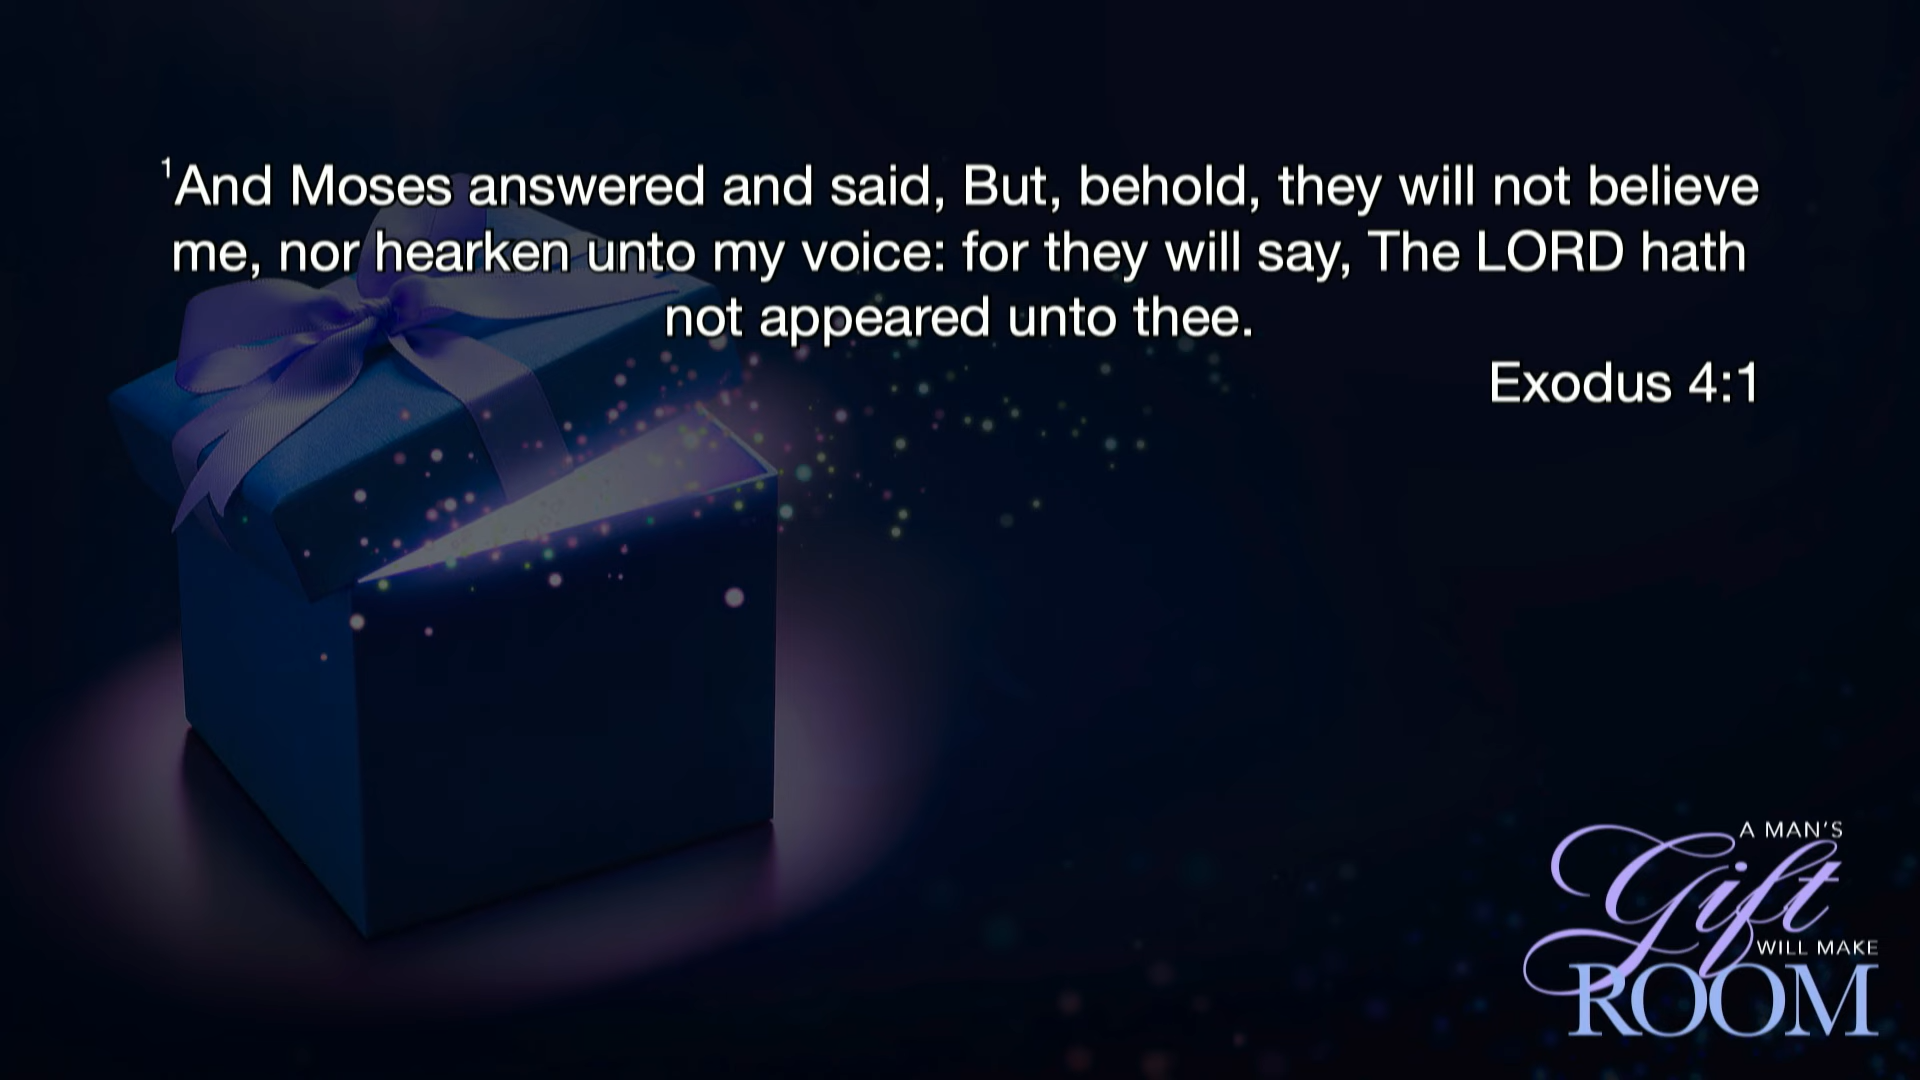 ¹And Moses answered and said, But, behold, they will not believe
me, nor hearken unto my voice: for they will say, The LORD hath
not appeared unto thee.
Exodus 4:1
A MAN'S
Gift
WILL MAKE
ROOM